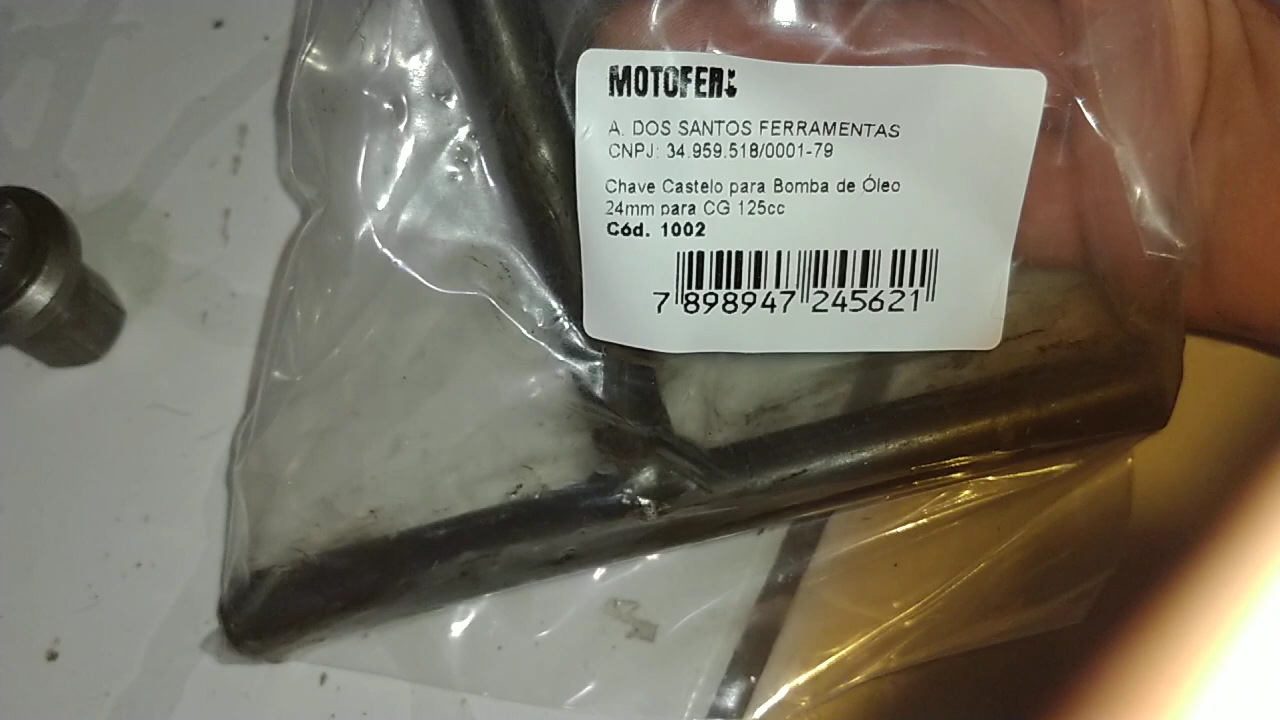 MOTOFER
A. DOS SANTOS FERRAMENTAS
CNPJ: 34.959.518/0001-79
Chave Castelo para Bomba de Óleo
24mm para CG 125cc
Cód. 1002
7 898947 245621